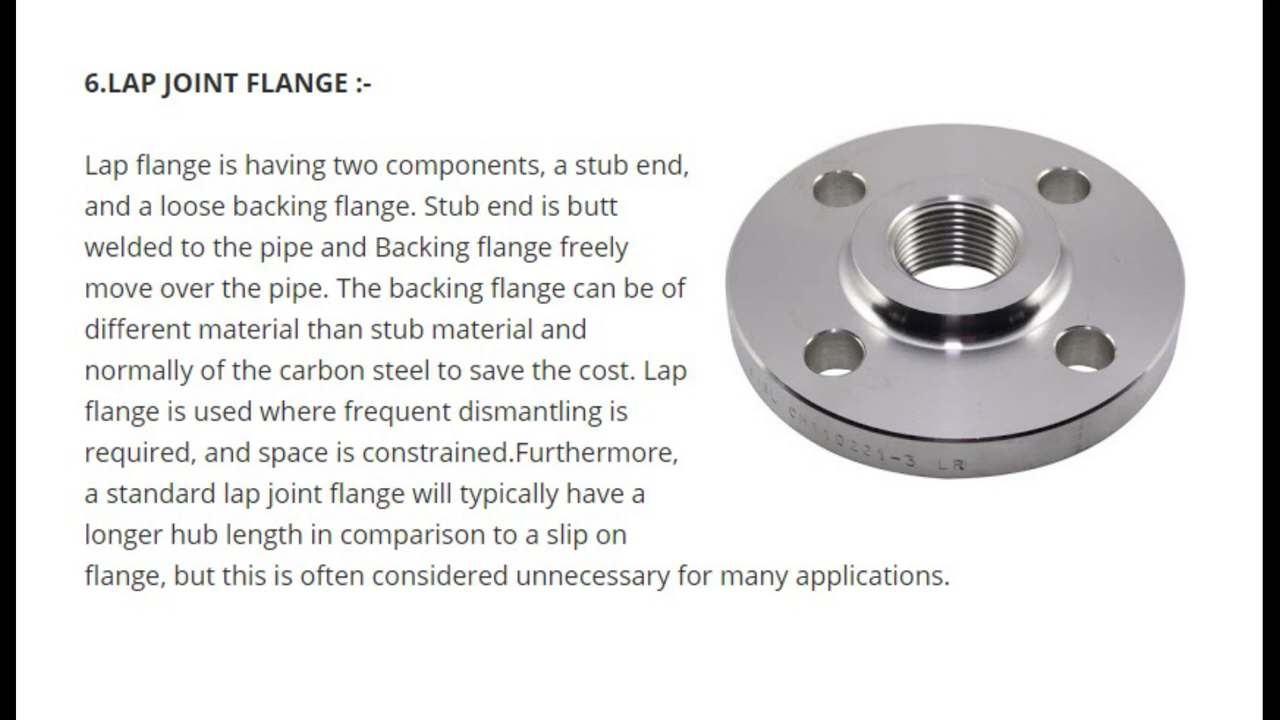 6.LAP JOINT FLANGE :-
Lap flange is having two components, a stub end,
and a loose backing flange. Stub end is butt
welded to the pipe and Backing flange freely
move over the pipe. The backing flange can be of
different material than stub material and
normally of the carbon steel to save the cost. Lap
flange is used where frequent dismantling is
required, and space is constrained.Furthermore,
a standard lap joint flange will typically have a
longer hub length in comparison to a slip on
flange, but this is often considered unnecessary for many applications.
LR